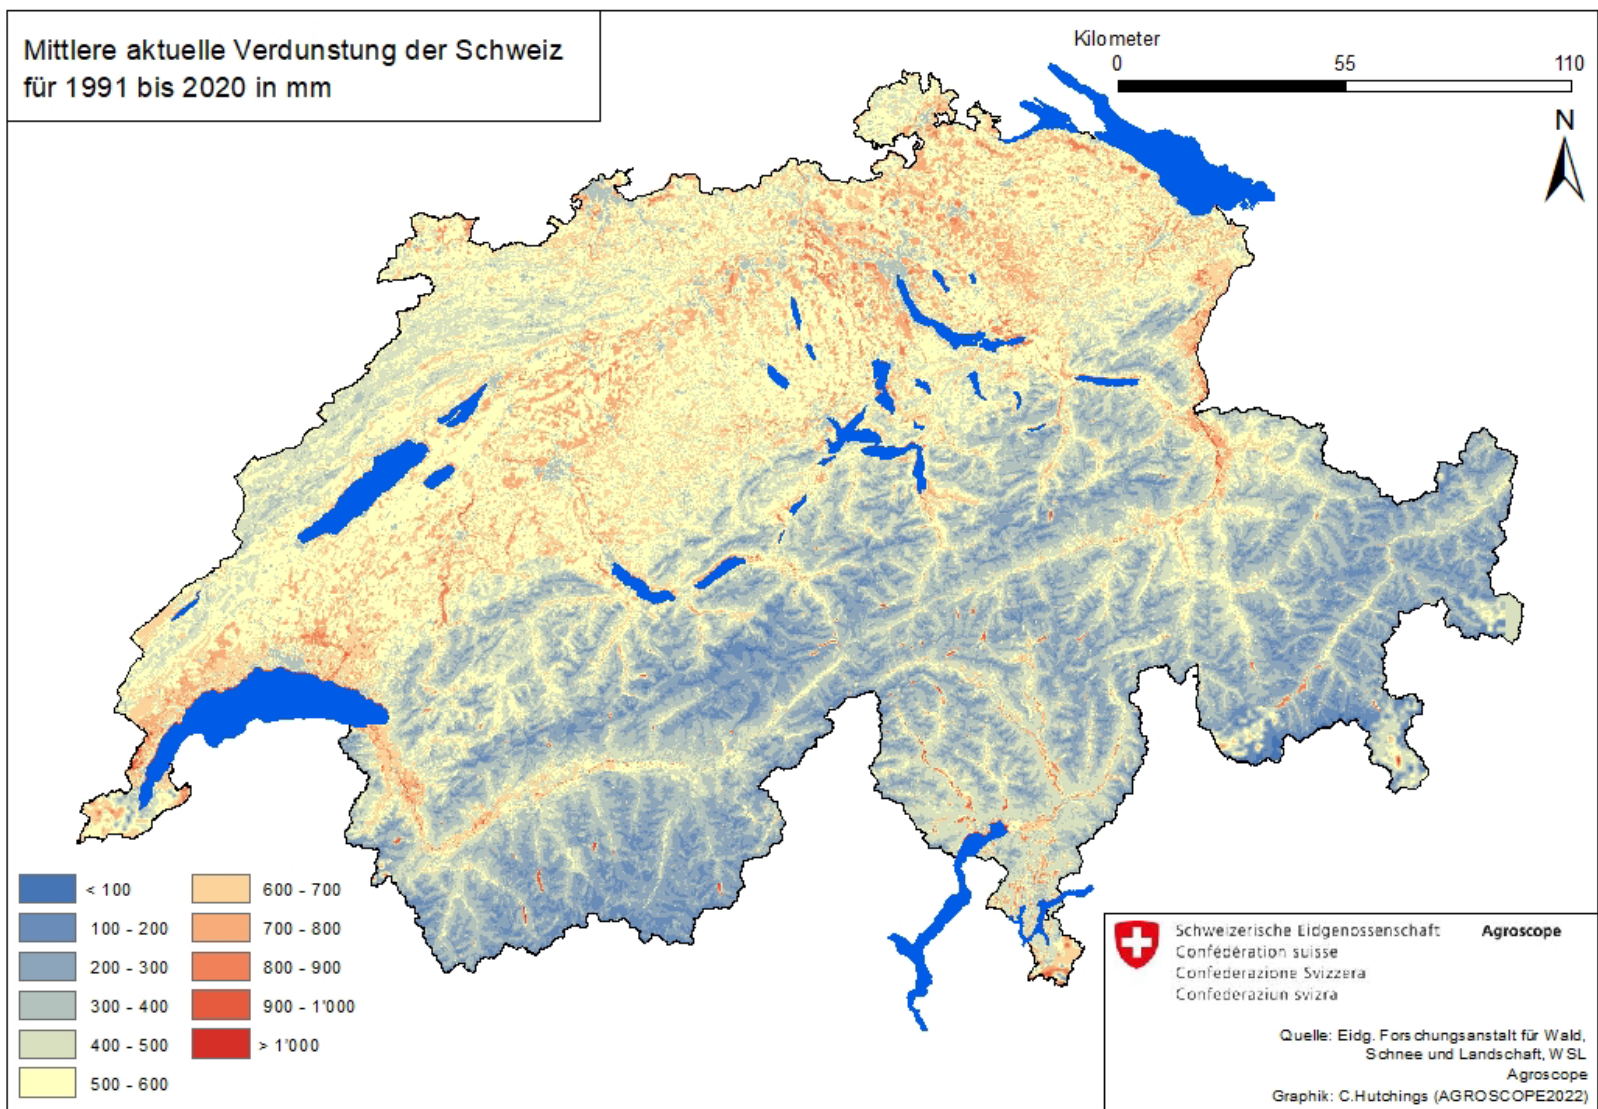 Mittlere aktuelle Verdunstung der Schweiz
für 1991 bis 2020 in mm
Kilometer
0 55 110
N
< 100
100 - 200
200 - 300
300 - 400
400 - 500
500 - 600
600 - 700
700 - 800
800 - 900
900 - 1'000
> 1'000
Schweizerische Eidgenossenschaft
Confédération suisse
Confederazione Svizzera
Confederaziun svizra
Agroscope
Quelle: Eidg. Forschungsanstalt für Wald,
Schnee und Landschaft, WSL
Agroscope
Graphik: C.Hutchings (AGROSCOPE2022)